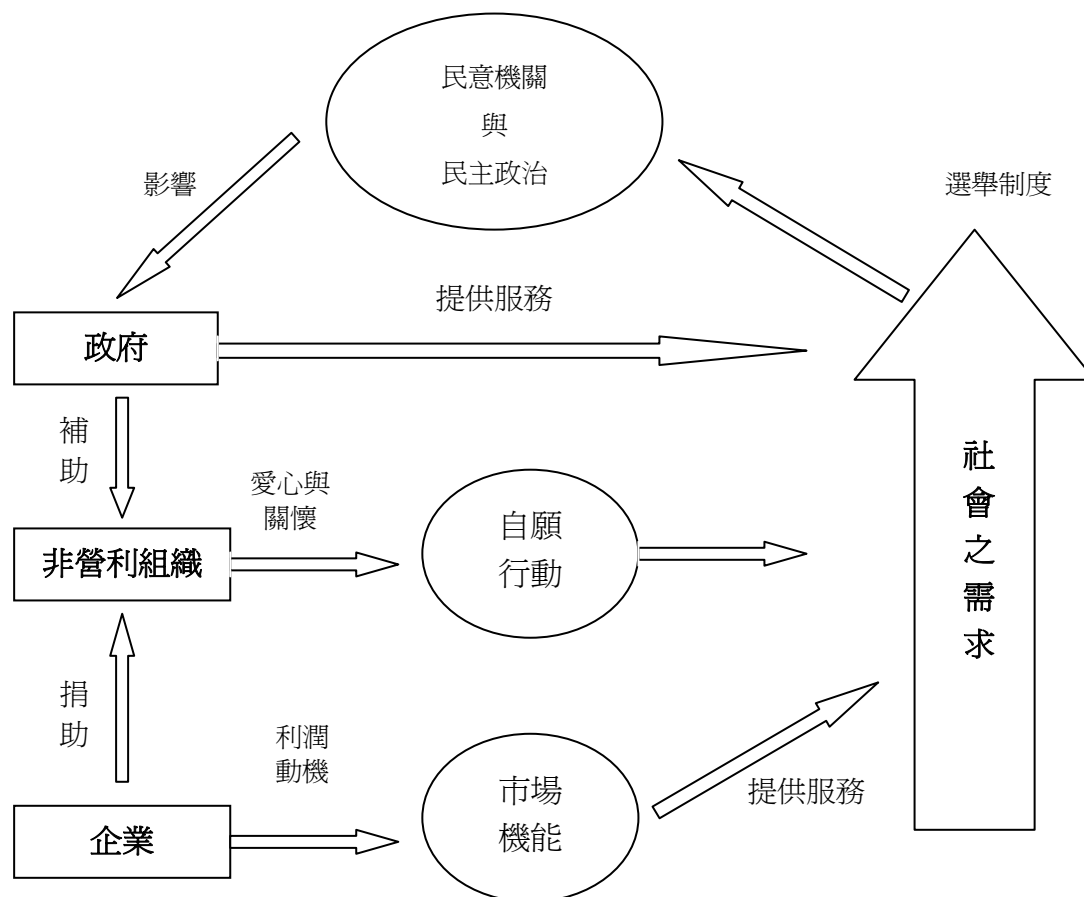 民意機關
與
民主政治
影響
選舉制度
提供服務
政府
補
助
愛心與
關懷
自願
行動
非營利組織
社
會
之
需
求
捐
助
利潤
動機
市場
機能
提供服務
企業